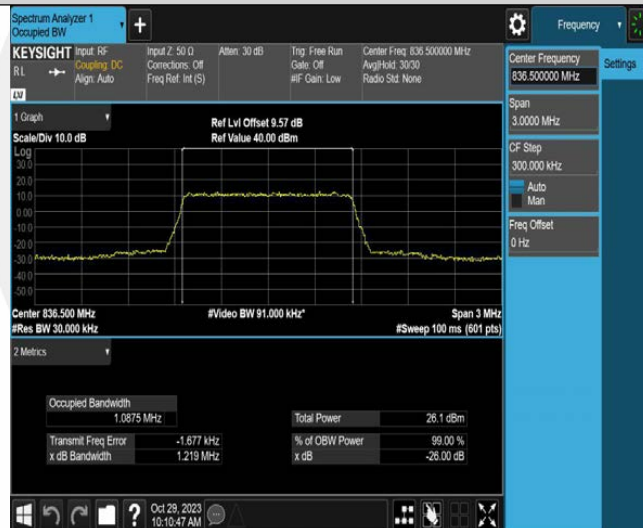 Spectrum Analyzer 1
Occupied BW
Frequency
KEYSIGHT
RL
LXI
Input: RF
Coupling: DC
Align: Auto
Input Z: 50 Ω
Corrections: Off
Freq Ref: Int (S)
Atten: 30 dB
Trig: Free Run
Gate: Off
#IF Gain: Low
Center Freq: 836.500000 MHz
Avg|Hold: 30/30
Radio Std: None
Center Frequency
836.500000 MHz
Settings
Span
3.0000 MHz
CF Step
300.000 kHz
Auto
Man
Freq Offset
0 Hz
1 Graph
Scale/Div 10.0 dB
Ref Lvl Offset 9.57 dB
Ref Value 40.00 dBm
Log
30.0
20.0
10.0
0.00
-10.0
-20.0
-30.0
-40.0
-50.0
Center 836.500 MHz
#Video BW 91.000 kHz*
Span 3 MHz
#Res BW 30.000 kHz
#Sweep 100 ms (601 pts)
2 Metrics
Occupied Bandwidth
1.0875 MHz
Total Power 26.1 dBm
Transmit Freq Error -1.677 kHz
% of OBW Power 99.00 %
x dB Bandwidth 1.219 MHz
x dB -26.00 dB
?
Oct 29, 2023
10:10:47 AM